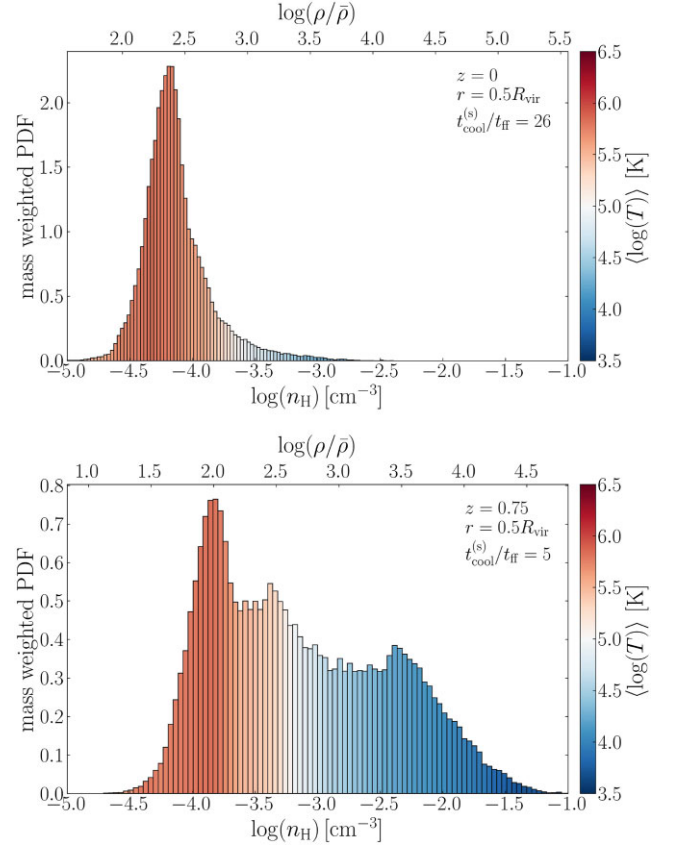 log(ρ/ρ̄)
2.0 2.5 3.0 3.5 4.0 4.5 5.0 5.5
z = 0
r = 0.5R_vir
t_cool^(s)/t_ff = 26
mass weighted PDF
2.0
1.5
1.0
0.5
0.0
−5.0 −4.5 −4.0 −3.5 −3.0 −2.5 −2.0 −1.5 −1.0
log(n_H) [cm^−3]
6.5
6.0
5.5
5.0
4.5
4.0
3.5
⟨log(T)⟩ [K]
log(ρ/ρ̄)
1.0 1.5 2.0 2.5 3.0 3.5 4.0 4.5
z = 0.75
r = 0.5R_vir
t_cool^(s)/t_ff = 5
mass weighted PDF
0.8
0.7
0.6
0.5
0.4
0.3
0.2
0.1
0.0
−5.0 −4.5 −4.0 −3.5 −3.0 −2.5 −2.0 −1.5 −1.0
log(n_H) [cm^−3]
6.5
6.0
5.5
5.0
4.5
4.0
3.5
⟨log(T)⟩ [K]